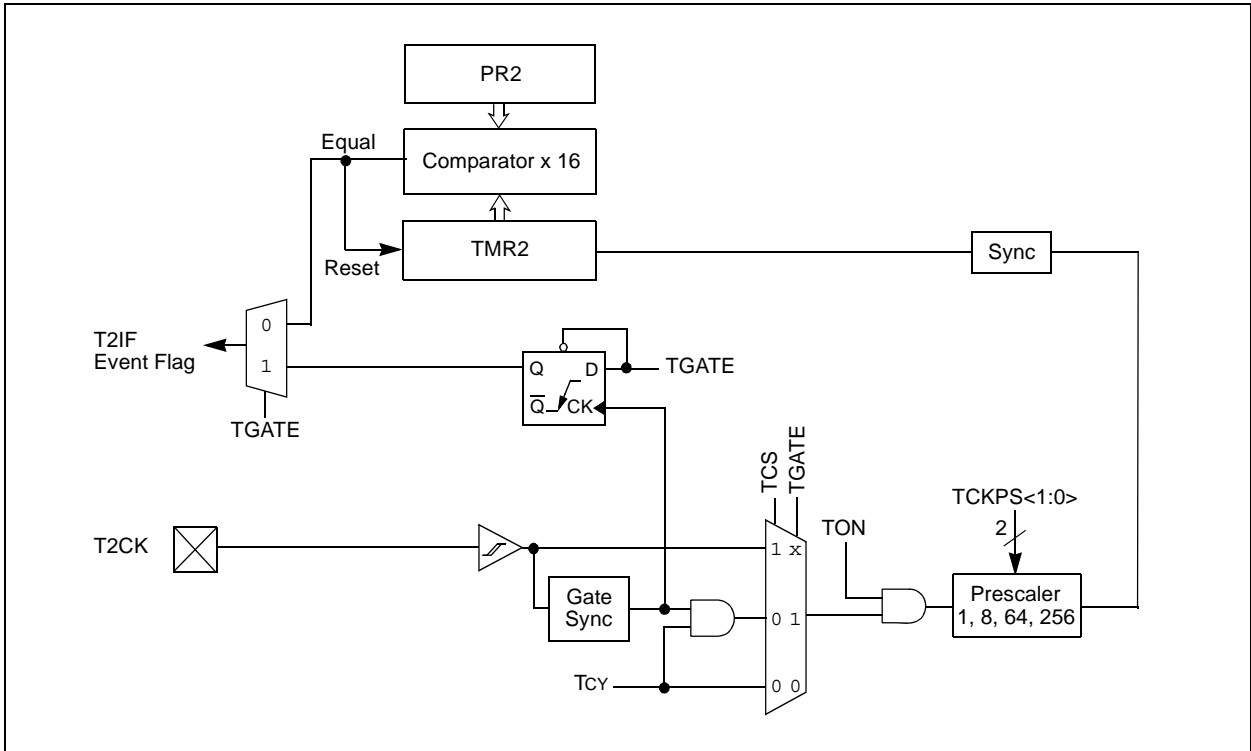 PR2
Equal
Comparator x 16
TMR2
Reset
Sync
0
T2IF
Event Flag
1
Q
D
TGATE
Q̅
CK
TGATE
TCS
TGATE
TCKPS<1:0>
2
TON
T2CK
1 x
Gate
Sync
Prescaler
1, 8, 64, 256
0 1
TCY
0 0